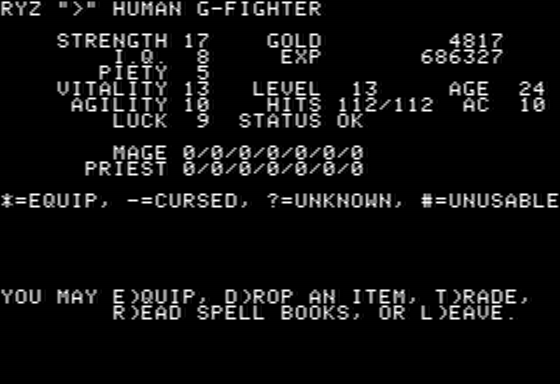 RYZ ">" HUMAN G-FIGHTER
STRENGTH 17 GOLD 4817
I.Q. 8 EXP 686327
PIETY 5
VITALITY 13 LEVEL 13 AGE 24
AGILITY 10 HITS 112/112 AC 10
LUCK 9 STATUS OK
MAGE 0/0/0/0/0/0/0
PRIEST 0/0/0/0/0/0/0
*=EQUIP, -=CURSED, ?=UNKNOWN, #=UNUSABLE
YOU MAY E)QUIP, D)ROP AN ITEM, T)RADE,
R)EAD SPELL BOOKS, OR L)EAVE.